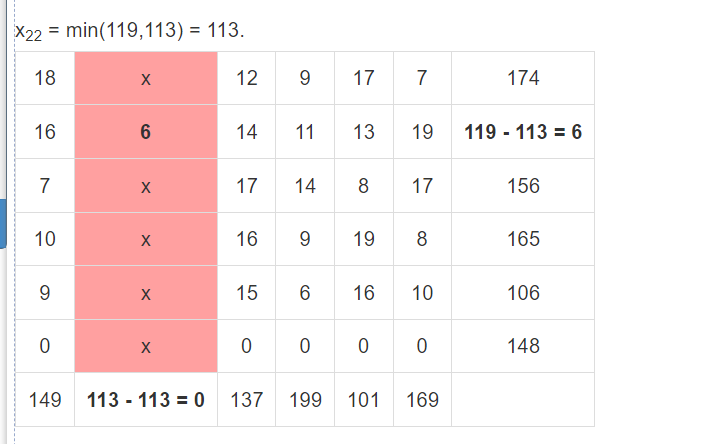 x₂₂ = min(119,113) = 113.
18 x 12 9 17 7 174
16 6 14 11 13 19 119 - 113 = 6
7 x 17 14 8 17 156
10 x 16 9 19 8 165
9 x 15 6 16 10 106
0 x 0 0 0 0 148
149 113 - 113 = 0 137 199 101 169